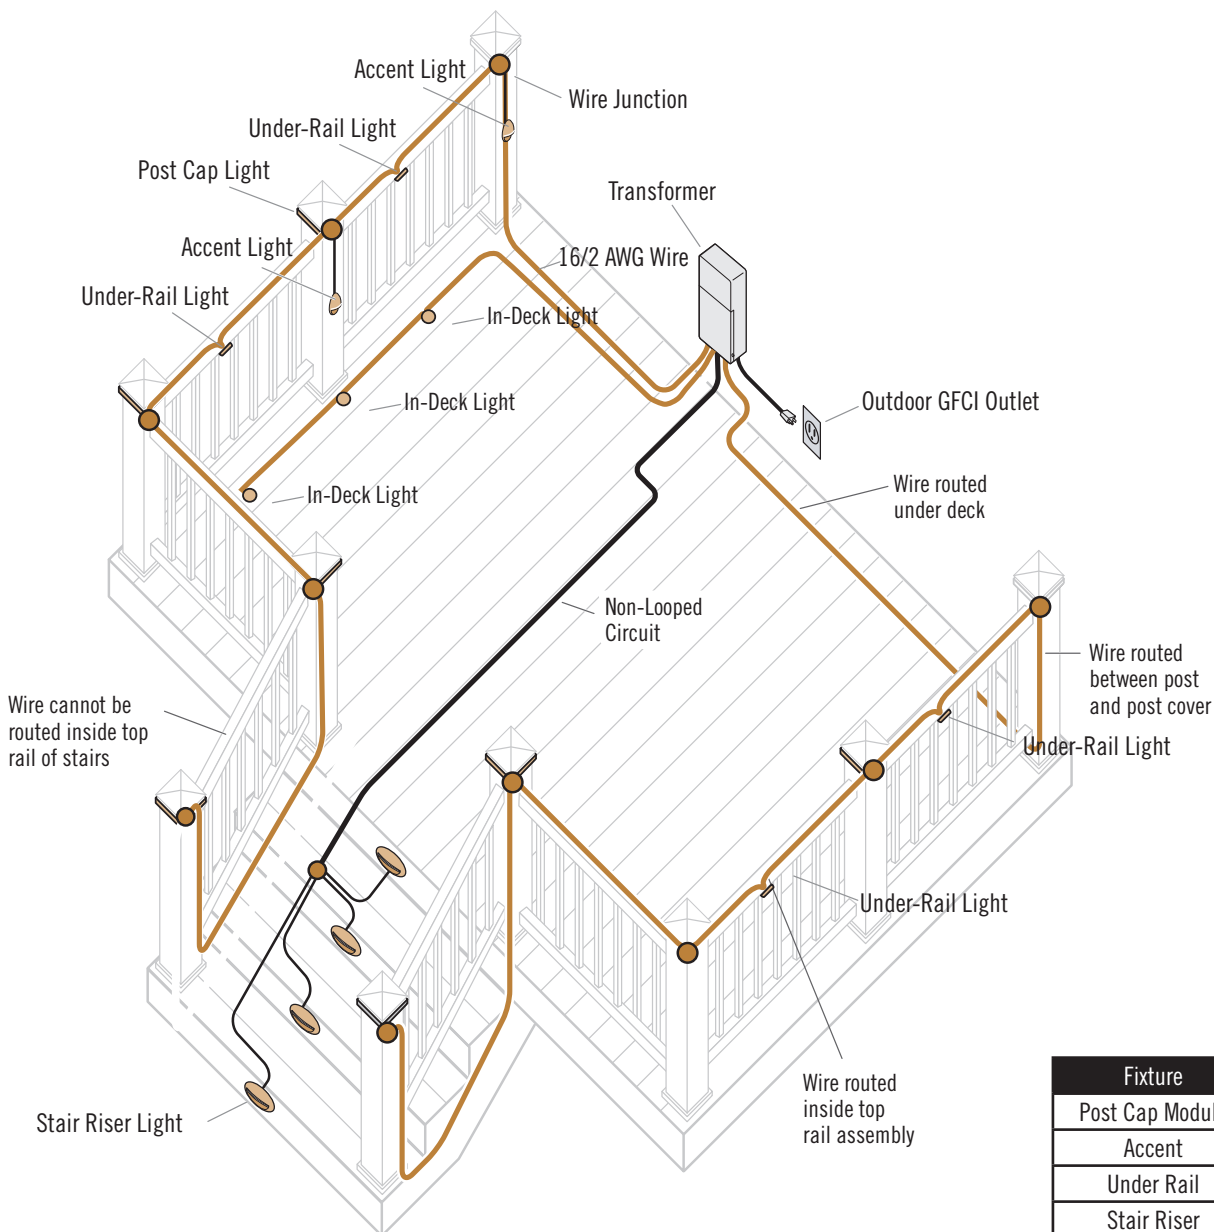 Accent Light
Wire Junction
Under-Rail Light
Post Cap Light
Transformer
Accent Light
16/2 AWG Wire
Under-Rail Light
In-Deck Light
In-Deck Light
Outdoor GFCI Outlet
In-Deck Light
Wire routed
under deck
Non-Looped
Circuit
Wire routed
between post
and post cover
Wire cannot be
routed inside top
rail of stairs
Under-Rail Light
Under-Rail Light
Wire routed
inside top
rail assembly
Stair Riser Light
Fixture
Post Cap Modul
Accent
Under Rail
Stair Riser